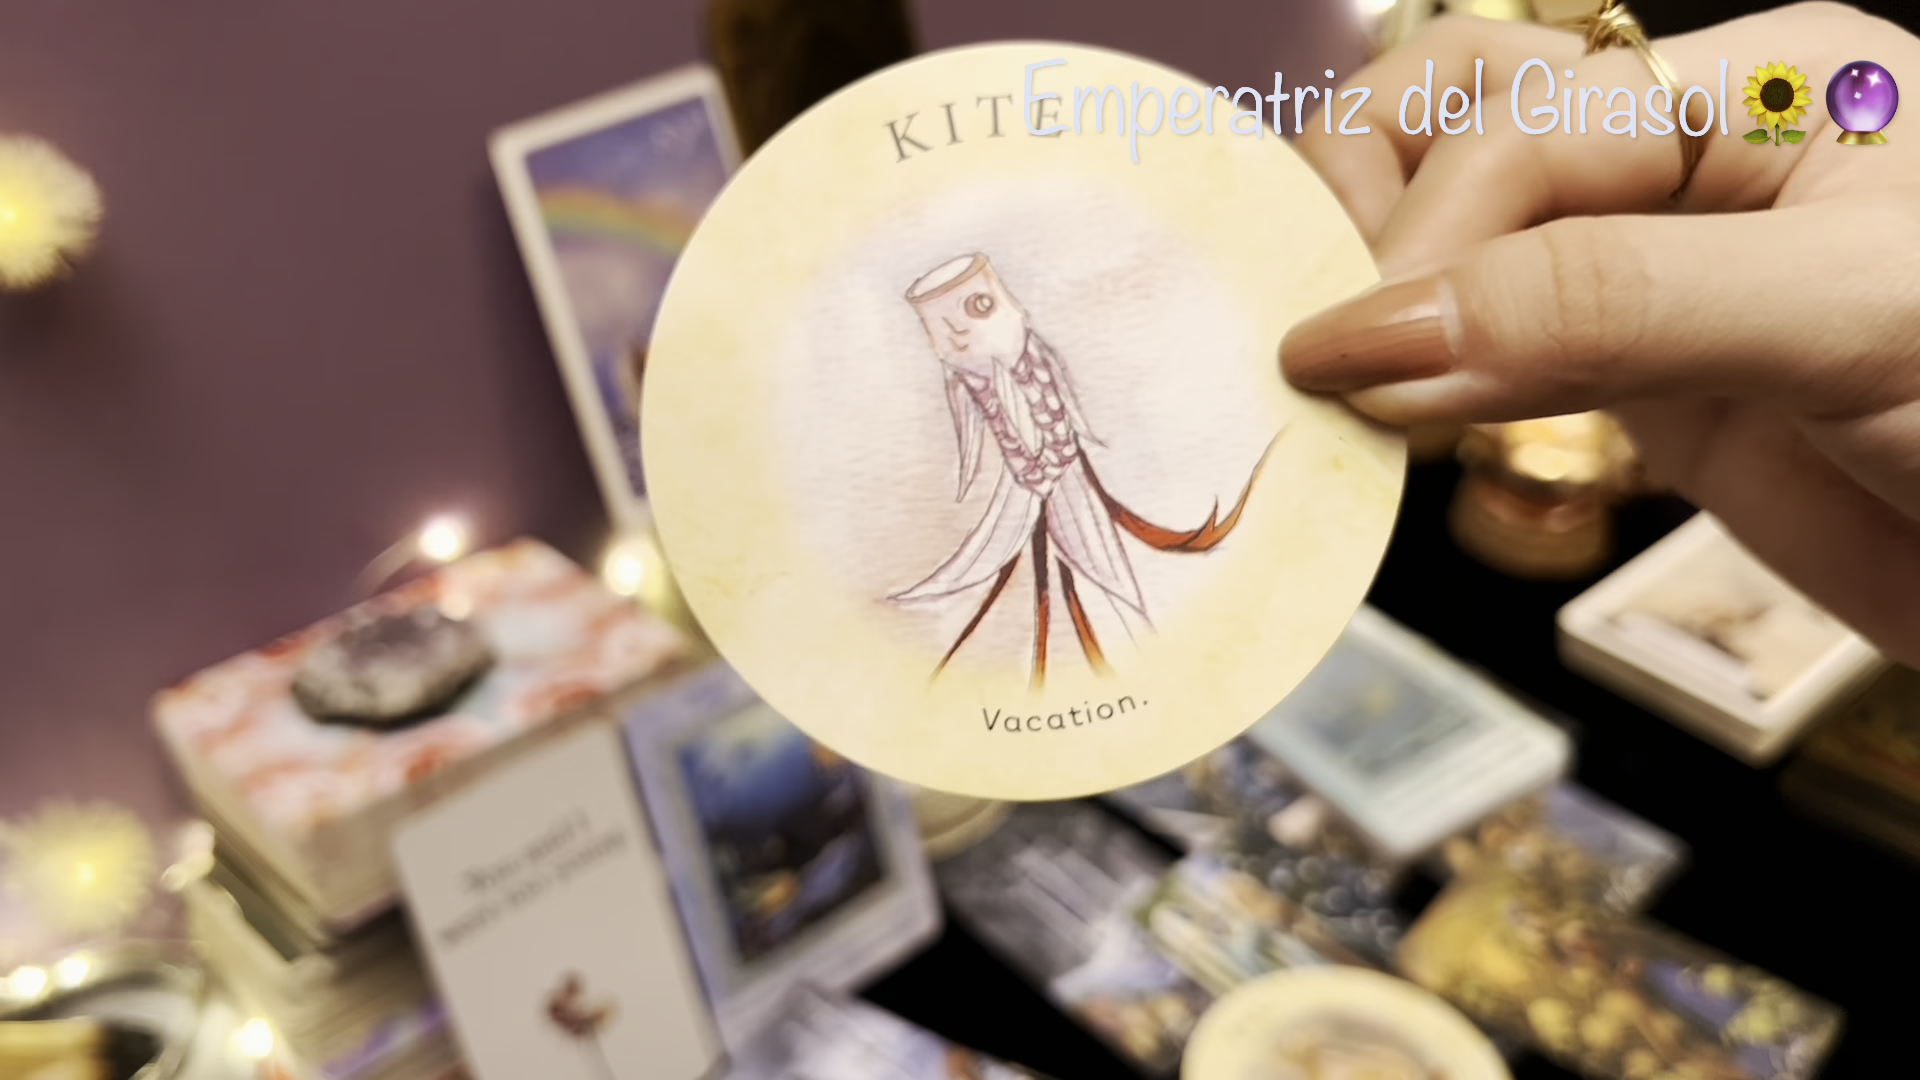 KITE
Emperatriz del Girasol🌻🔮
Vacation.